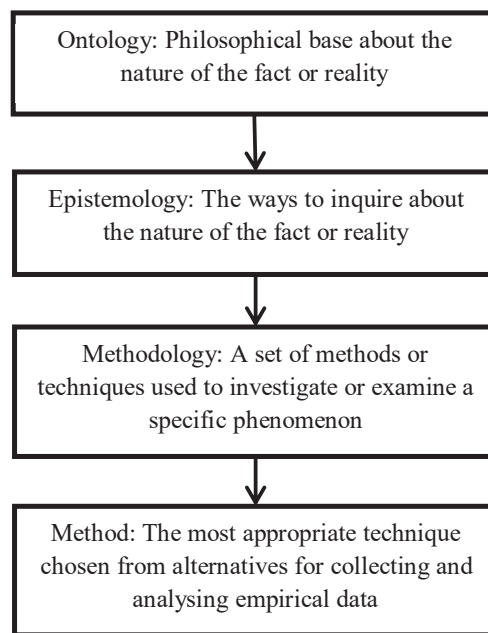 Ontology: Philosophical base about the
nature of the fact or reality
Epistemology: The ways to inquire about
the nature of the fact or reality
Methodology: A set of methods or
techniques used to investigate or examine a
specific phenomenon
Method: The most appropriate technique
chosen from alternatives for collecting and
analysing empirical data